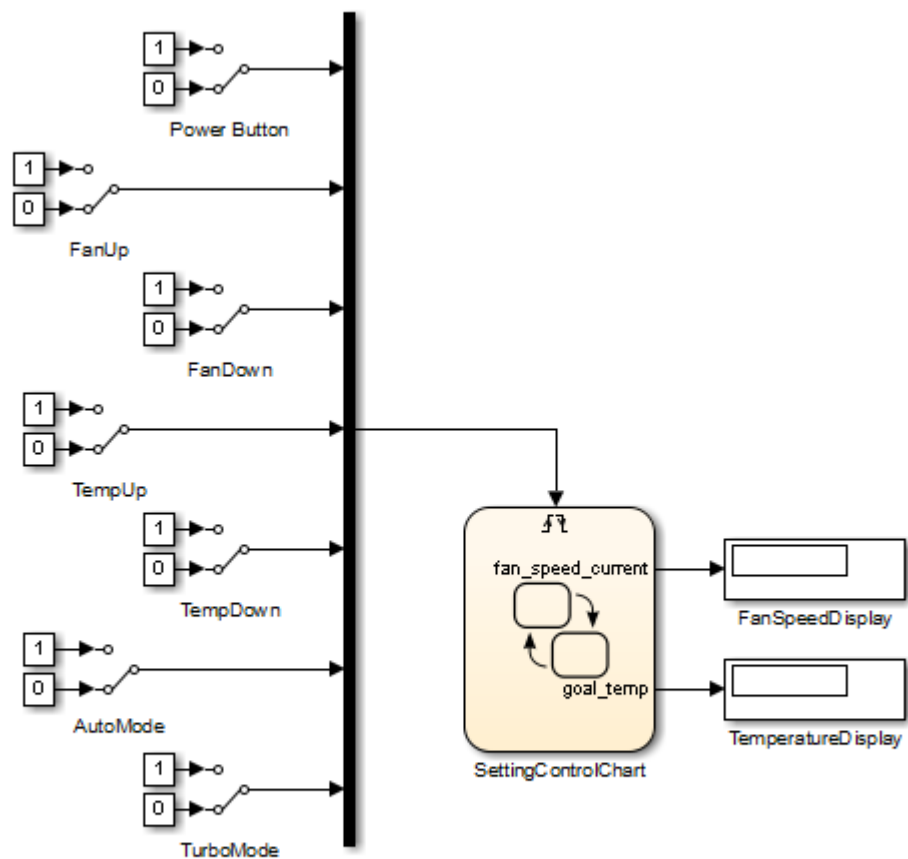 1
0
Power Button
1
0
FanUp
1
0
FanDown
1
0
TempUp
1
0
TempDown
1
0
AutoMode
1
0
TurboMode
fan_speed_current
goal_temp
SettingControlChart
FanSpeedDisplay
TemperatureDisplay